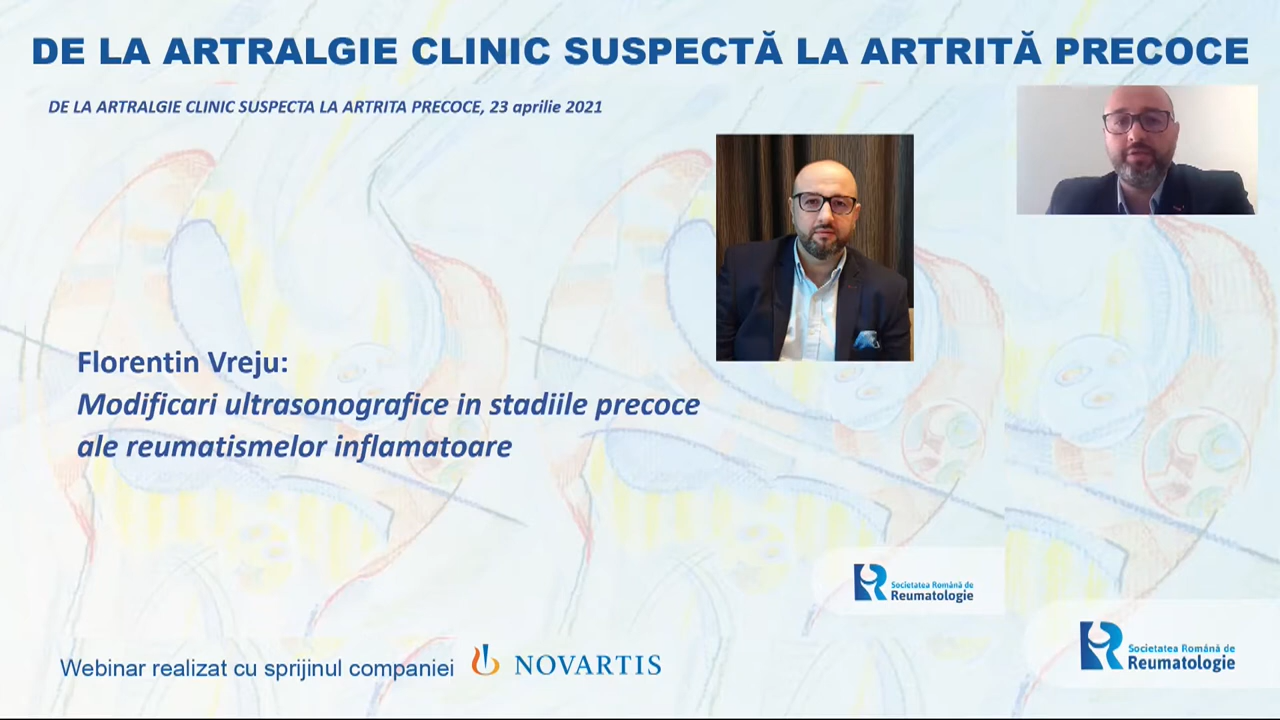 DE LA ARTRALGIE CLINIC SUSPECTĂ LA ARTRITĂ PRECOCE
DE LA ARTRALGIE CLINIC SUSPECTA LA ARTRITA PRECOCE, 23 aprilie 2021
Florentin Vreju:
Modificari ultrasonografice in stadiile precoce
ale reumatismelor inflamatoare
Societatea Română de
Reumatologie
Webinar realizat cu sprijinul companiei NOVARTIS
Societatea Română de
Reumatologie